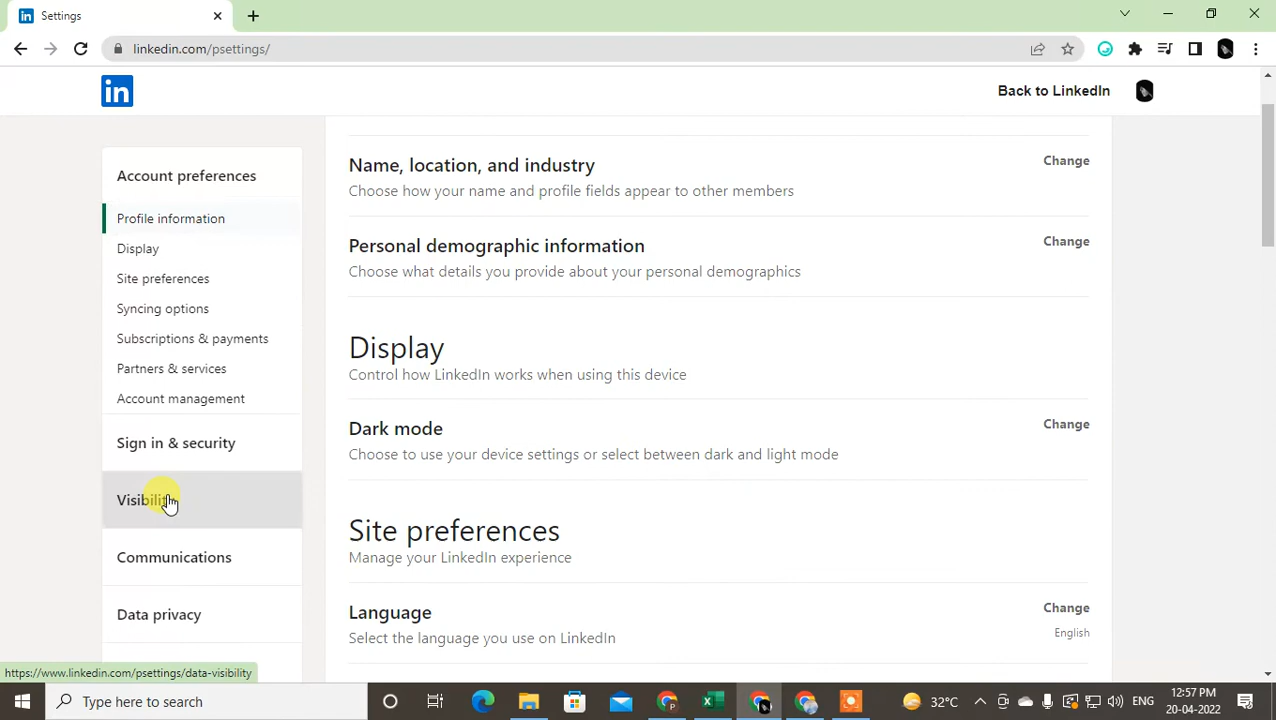 Settings
linkedin.com/psettings/
in
Back to LinkedIn
Account preferences
Profile information
Display
Site preferences
Syncing options
Subscriptions & payments
Partners & services
Account management
Sign in & security
Visibility
Communications
Data privacy
Name, location, and industry
Change
Choose how your name and profile fields appear to other members
Personal demographic information
Change
Choose what details you provide about your personal demographics
Display
Control how LinkedIn works when using this device
Dark mode
Change
Choose to use your device settings or select between dark and light mode
Site preferences
Manage your LinkedIn experience
Language
Change
Select the language you use on LinkedIn
English
https://www.linkedin.com/psettings/data-visibility
Type here to search
32°C
ENG
12:57 PM
20-04-2022